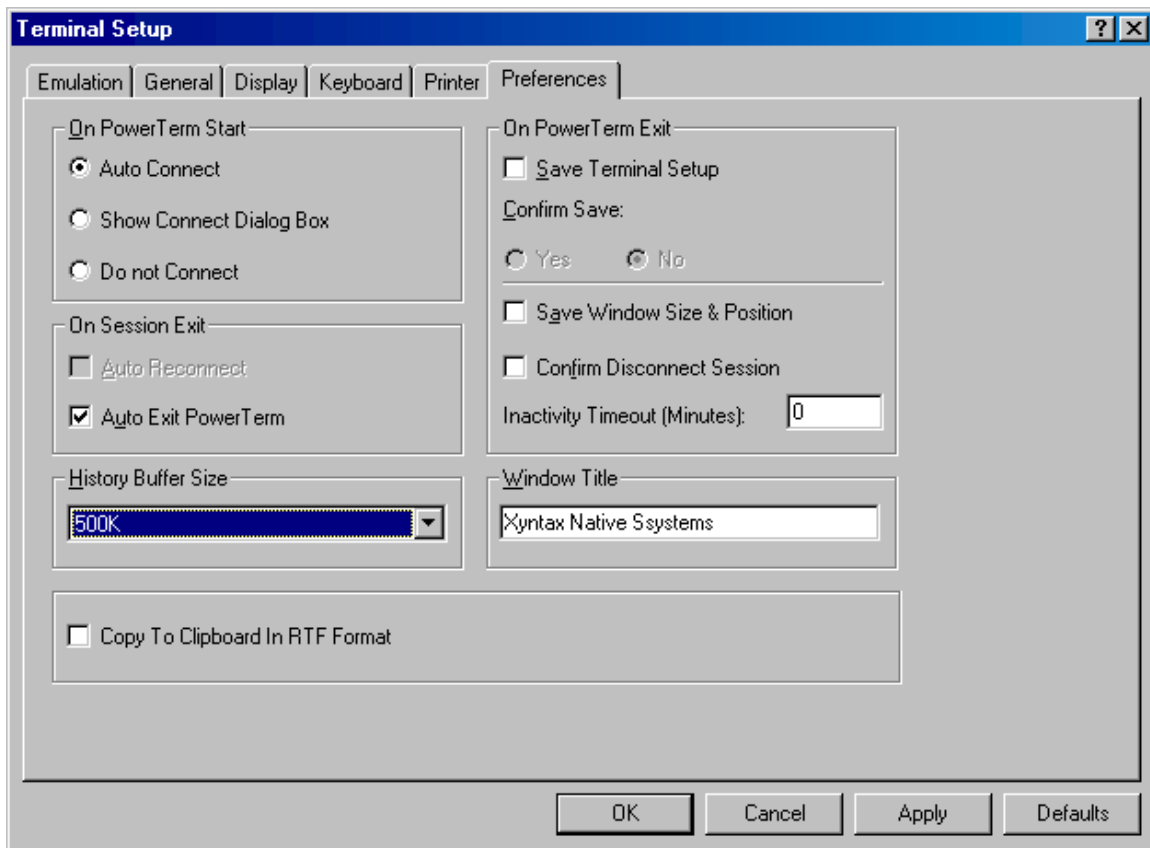 Terminal Setup
Emulation General Display Keyboard Printer Preferences
On PowerTerm Start
Auto Connect
Show Connect Dialog Box
Do not Connect
On Session Exit
Auto Reconnect
Auto Exit PowerTerm
History Buffer Size
500K
On PowerTerm Exit
Save Terminal Setup
Confirm Save:
Yes No
Save Window Size & Position
Confirm Disconnect Session
Inactivity Timeout (Minutes): 0
Window Title
Xyntax Native Ssystems
Copy To Clipboard In RTF Format
OK Cancel Apply Defaults